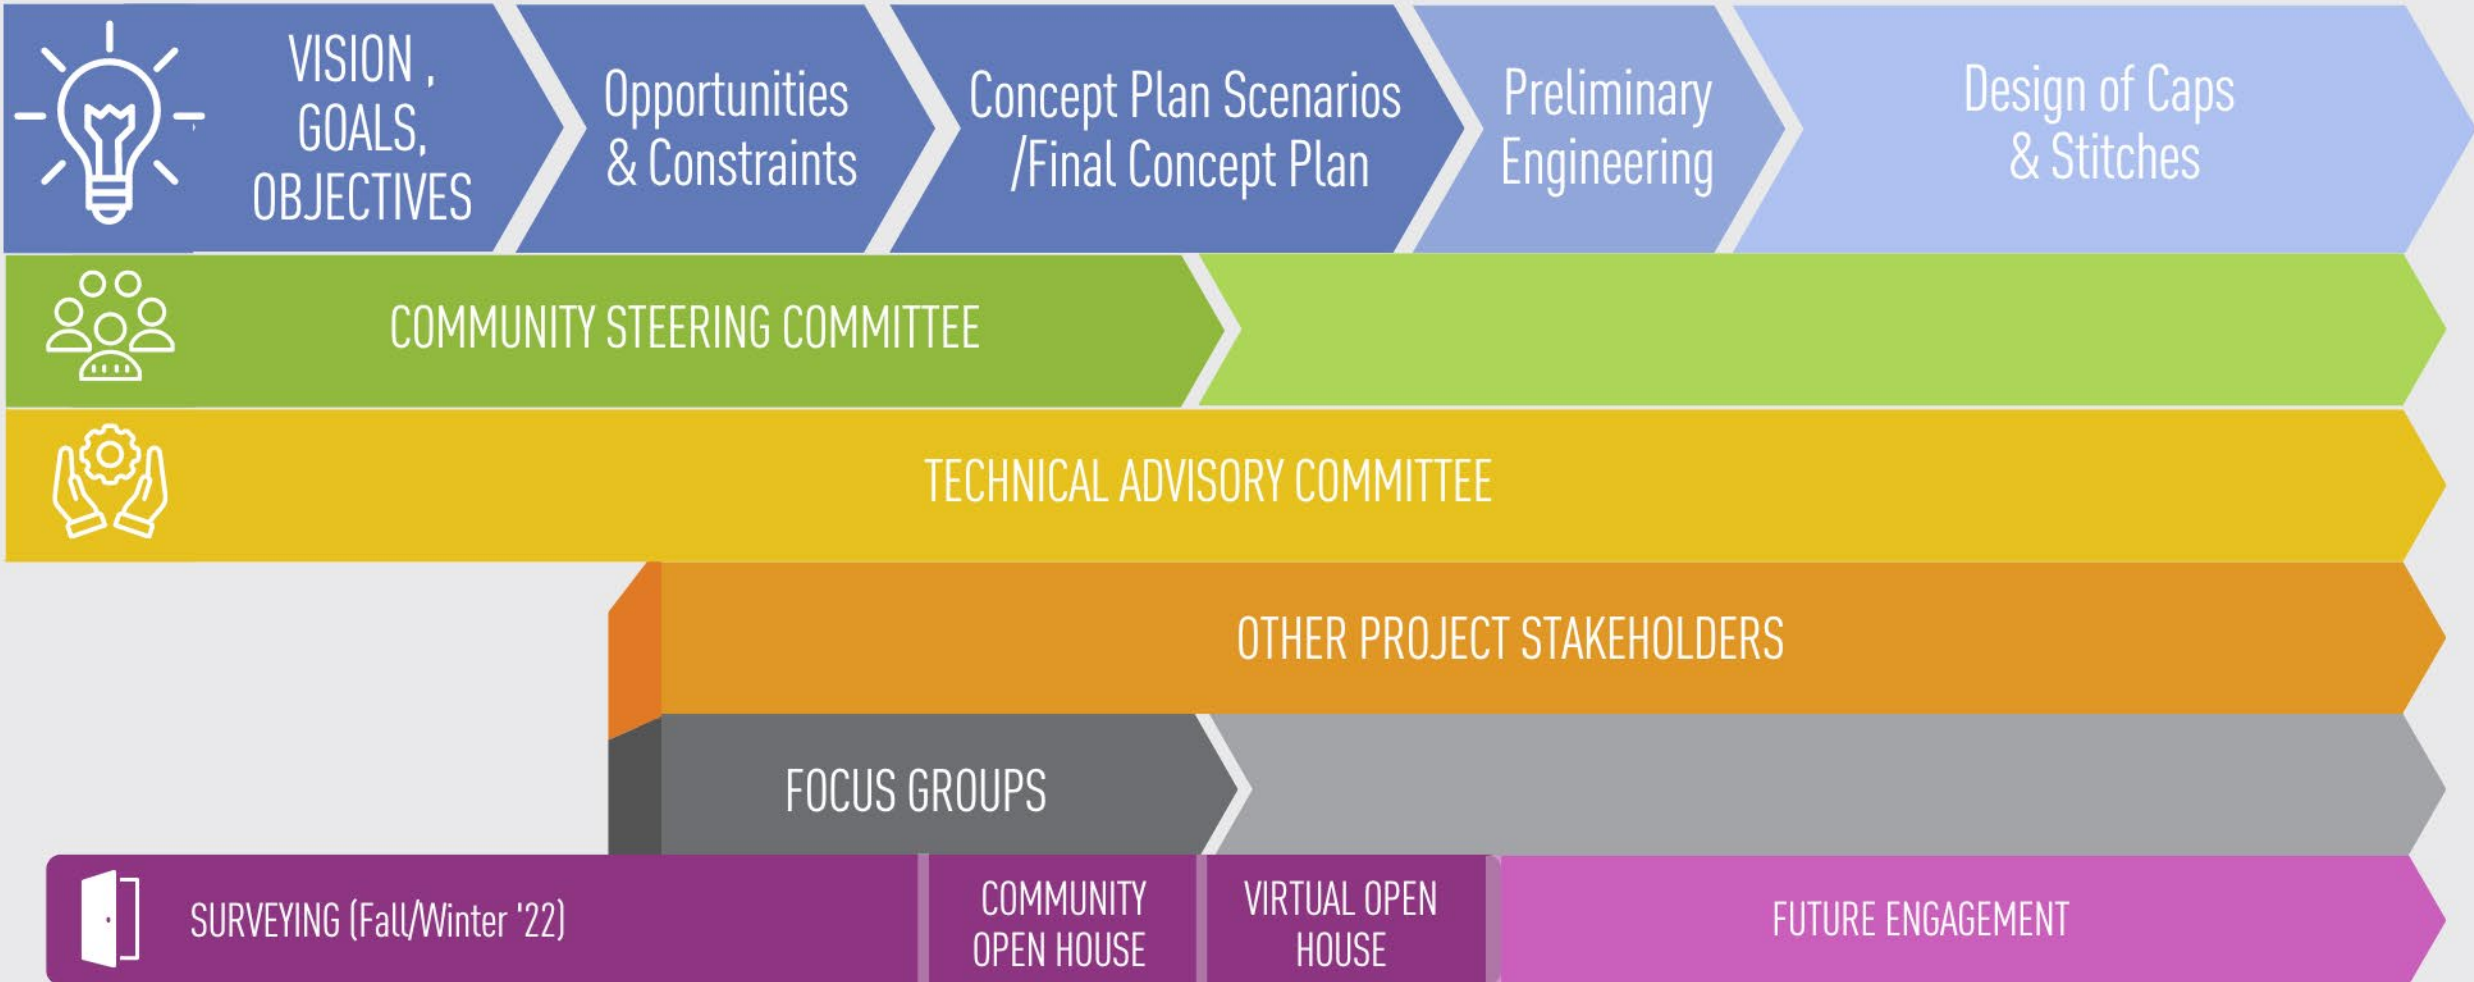 VISION ,
GOALS,
OBJECTIVES
Opportunities
& Constraints
Concept Plan Scenarios
/Final Concept Plan
Preliminary
Engineering
Design of Caps
& Stitches
COMMUNITY STEERING COMMITTEE
TECHNICAL ADVISORY COMMITTEE
OTHER PROJECT STAKEHOLDERS
FOCUS GROUPS
SURVEYING (Fall/Winter '22)
COMMUNITY
OPEN HOUSE
VIRTUAL OPEN
HOUSE
FUTURE ENGAGEMENT